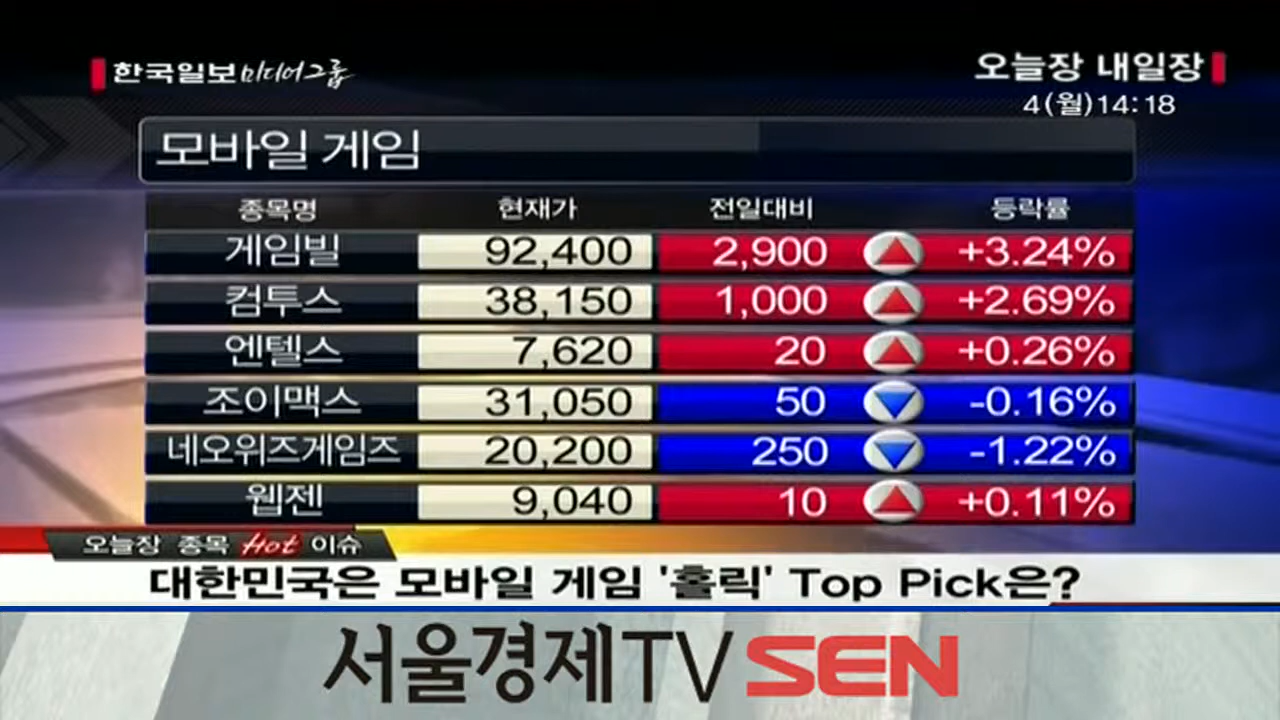 한국일보 미디어그룹
오늘장 내일장
4(월)14:18
모바일 게임
종목명 현재가 전일대비 등락률
게임빌 92,400 2,900 ▲ +3.24%
컴투스 38,150 1,000 ▲ +2.69%
엔텔스 7,620 20 ▲ +0.26%
조이맥스 31,050 50 ▼ -0.16%
네오위즈게임즈 20,200 250 ▼ -1.22%
웹젠 9,040 10 ▲ +0.11%
오늘장 종목 Hot 이슈
대한민국은 모바일 게임 '홀릭' Top Pick은?
서울경제TV SEN